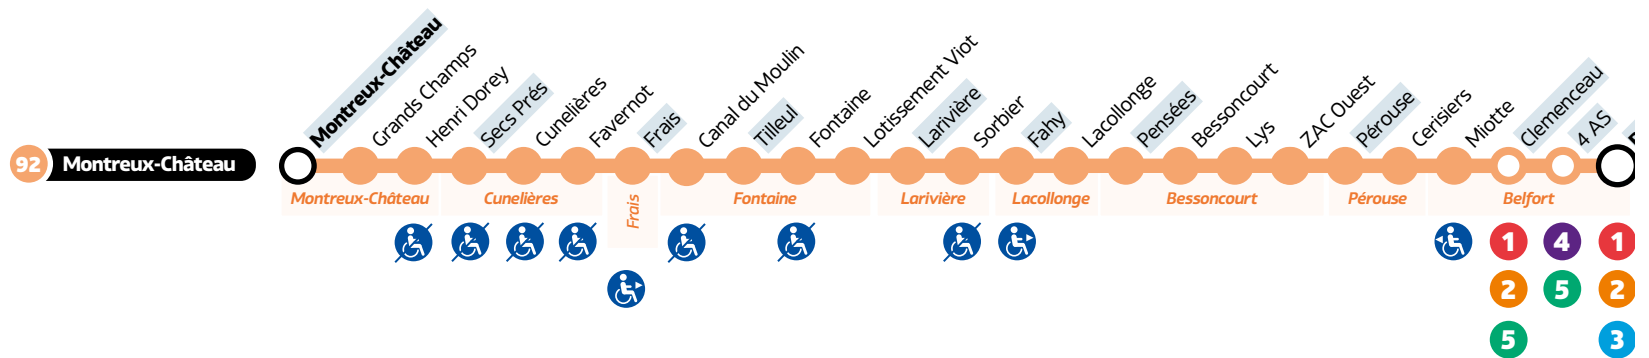 92 Montreux-Château
Montreux-Château
Grands Champs
Henri Dorey
Secs Prés
Cunelières
Favernot
Frais
Canal du Moulin
Tilleul
Fontaine
Lotissement Viot
Larivière
Sorbier
Fahy
Lacollonge
Pensées
Bessoncourt
Lys
ZAC Ouest
Pérouse
Cerisiers
Miotte
Clemenceau
4 AS
Montreux-Château Cunelières Frais Fontaine Larivière Lacollonge Bessoncourt Pérouse Belfort
1 4 1
2 5 2
5 3